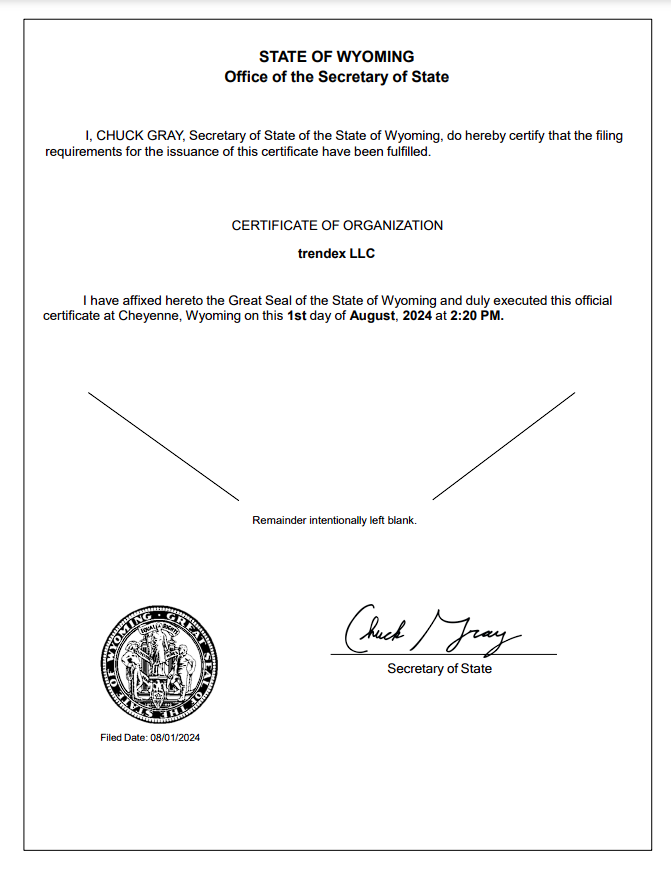 STATE OF WYOMING
Office of the Secretary of State
I, CHUCK GRAY, Secretary of State of the State of Wyoming, do hereby certify that the filing
requirements for the issuance of this certificate have been fulfilled.
CERTIFICATE OF ORGANIZATION
trendex LLC
I have affixed hereto the Great Seal of the State of Wyoming and duly executed this official
certificate at Cheyenne, Wyoming on this 1st day of August, 2024 at 2:20 PM.
Remainder intentionally left blank.
GREAT SEAL OF THE STATE OF WYOMING
EQUAL RIGHTS
Chuck Gray
Secretary of State
Filed Date: 08/01/2024